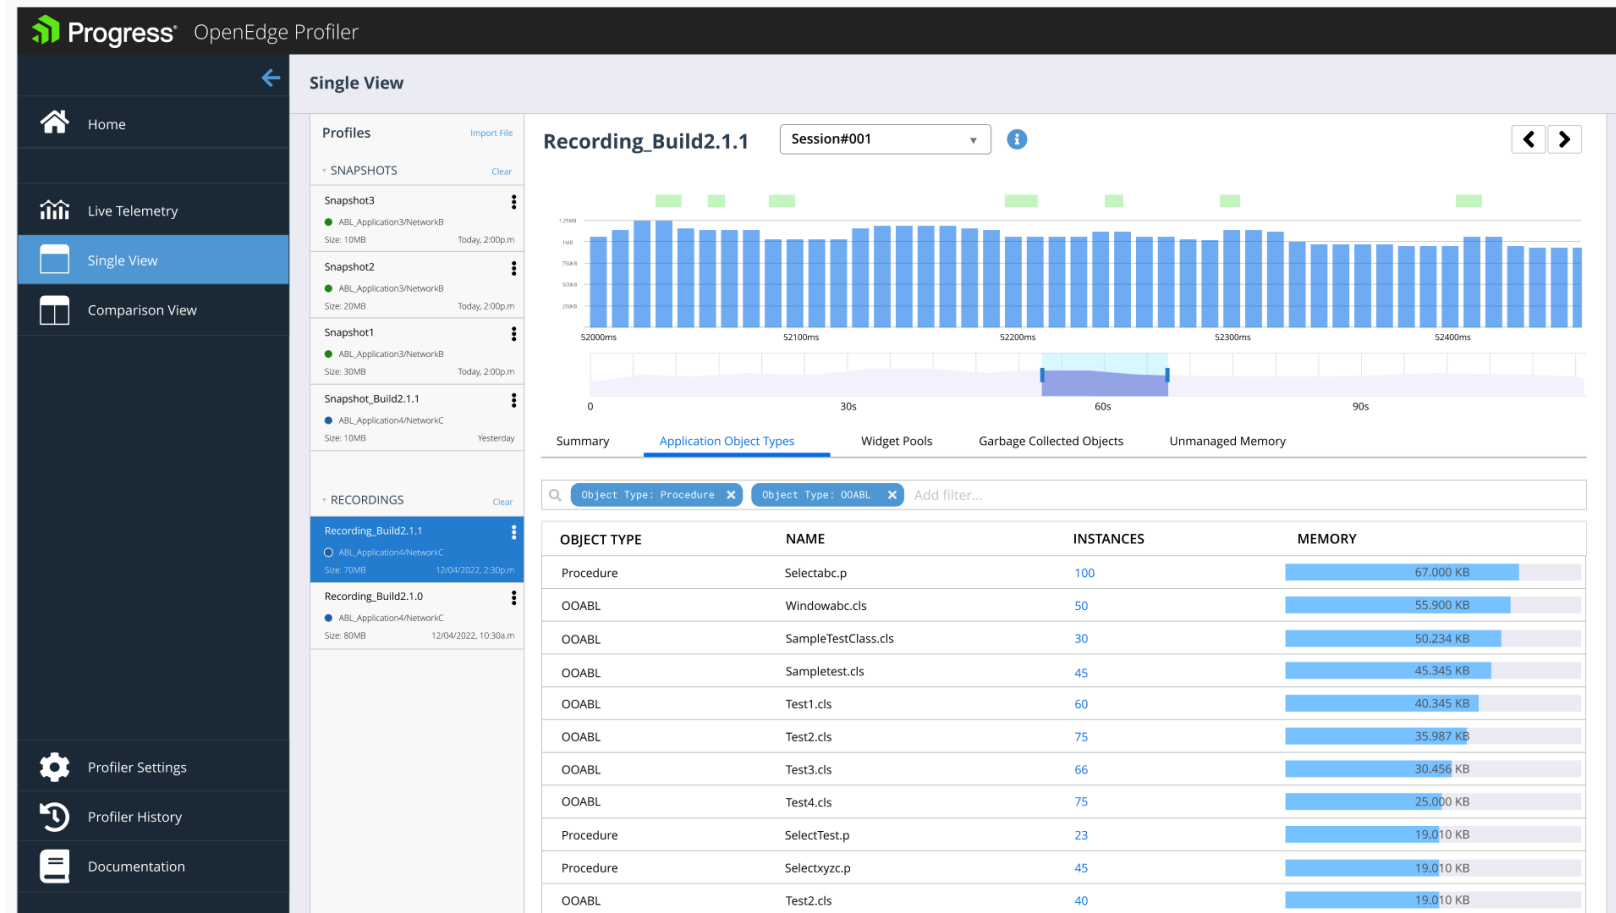 Progress® OpenEdge Profiler
Home
Live Telemetry
Single View
Comparison View
Profiler Settings
Profiler History
Documentation
Single View
Profiles Import File
SNAPSHOTS Clear
Snapshot3
ABL_Application3/NetworkB
Size: 10MB Today, 2:00p.m
Snapshot2
ABL_Application3/NetworkB
Size: 20MB Today, 2:00p.m
Snapshot1
ABL_Application3/NetworkB
Size: 30MB Today, 2:00p.m
Snapshot_Build2.1.1
ABL_Application4/NetworkC
Size: 10MB Yesterday
RECORDINGS Clear
Recording_Build2.1.1
ABL_Application4/NetworkC
Size: 70MB 12/04/2022, 2:30p.m
Recording_Build2.1.0
ABL_Application4/NetworkC
Size: 80MB 12/04/2022, 10:30a.m
Recording_Build2.1.1 Session#001
1.25MB
1MB
750KB
500KB
250KB
52000ms 52100ms 52200ms 52300ms 52400ms
0 30s 60s 90s
Summary Application Object Types Widget Pools Garbage Collected Objects Unmanaged Memory
Object Type: Procedure Object Type: OOABL Add filter...
OBJECT TYPE NAME INSTANCES MEMORY
Procedure Selectabc.p 100 67.000 KB
OOABL Windowabc.cls 50 55.900 KB
OOABL SampleTestClass.cls 30 50.234 KB
OOABL Sampletest.cls 45 45.345 KB
OOABL Test1.cls 60 40.345 KB
OOABL Test2.cls 75 35.987 KB
OOABL Test3.cls 66 30.456 KB
OOABL Test4.cls 75 25.000 KB
Procedure SelectTest.p 23 19.010 KB
Procedure Selectxyzc.p 45 19.010 KB
OOABL Test2.cls 40 19.010 KB